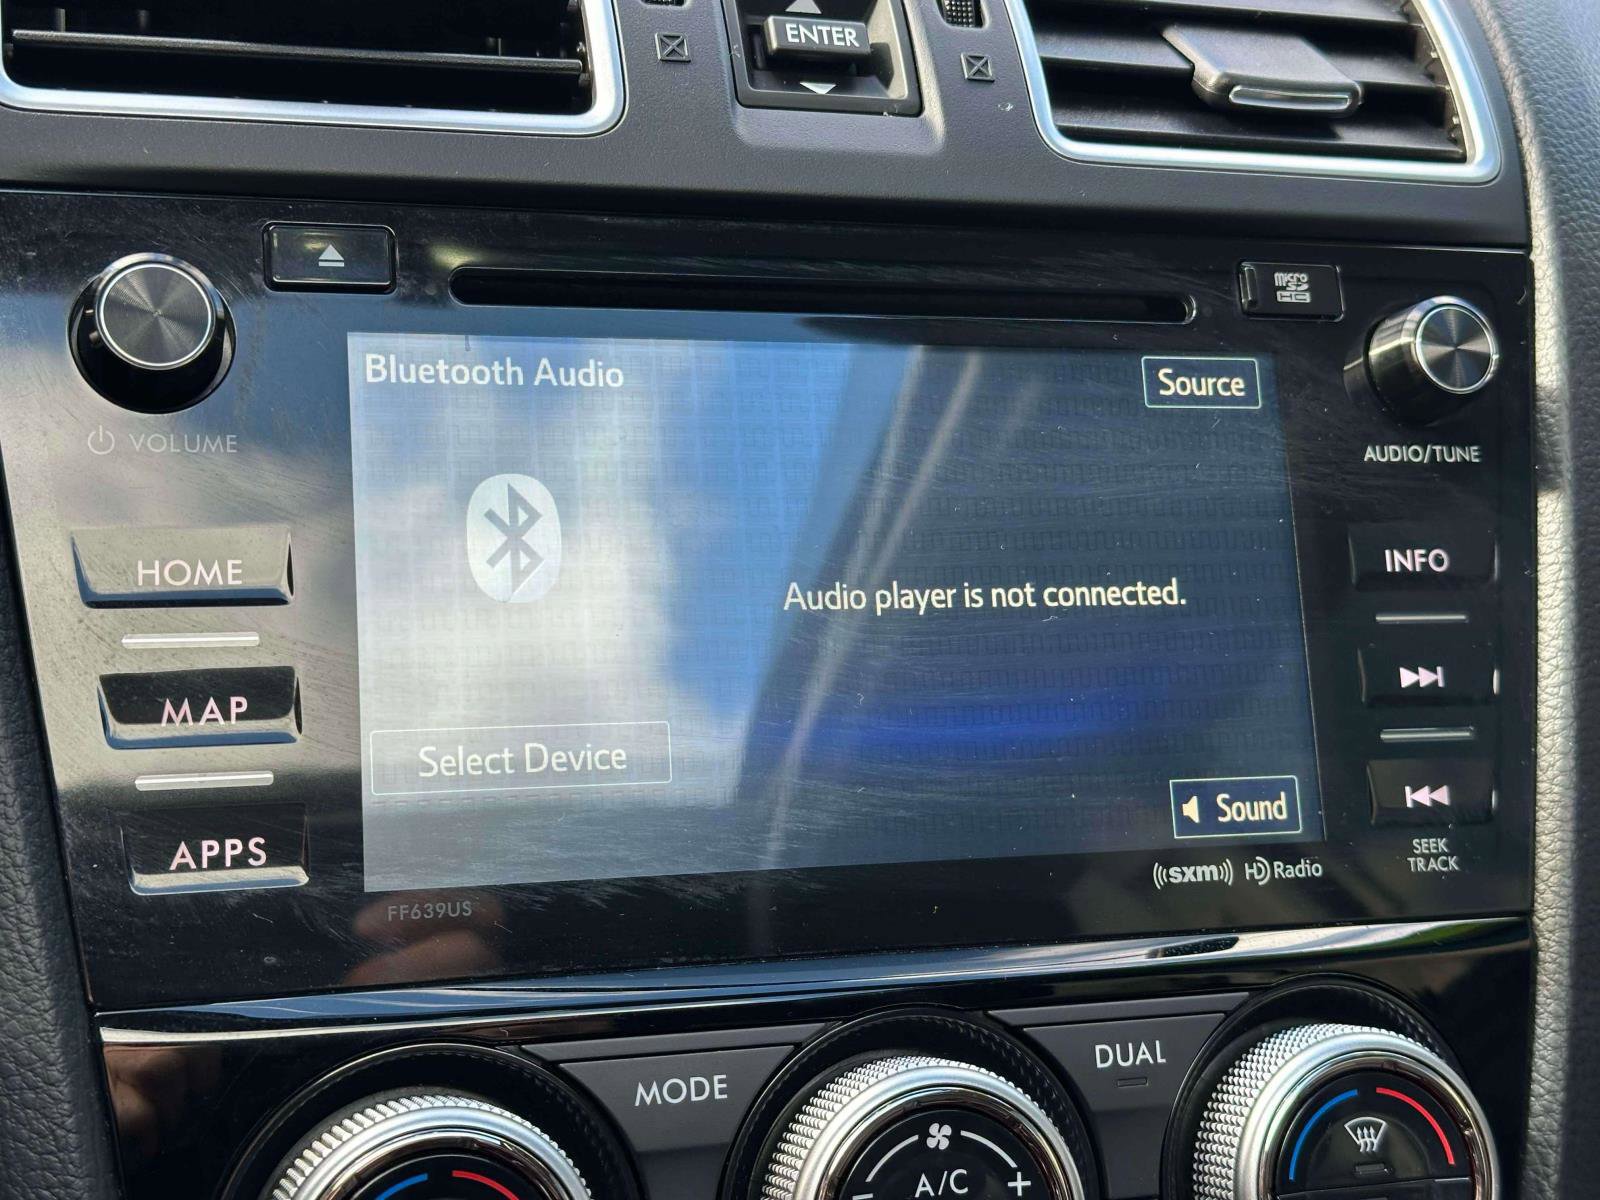 ENTER
micro
SD
HC
Bluetooth Audio
Source
VOLUME
AUDIO/TUNE
HOME
INFO
Audio player is not connected.
MAP
Select Device
Sound
APPS
SEEK
TRACK
((sxm)) HD Radio
FF639US
MODE
DUAL
A/C
- +